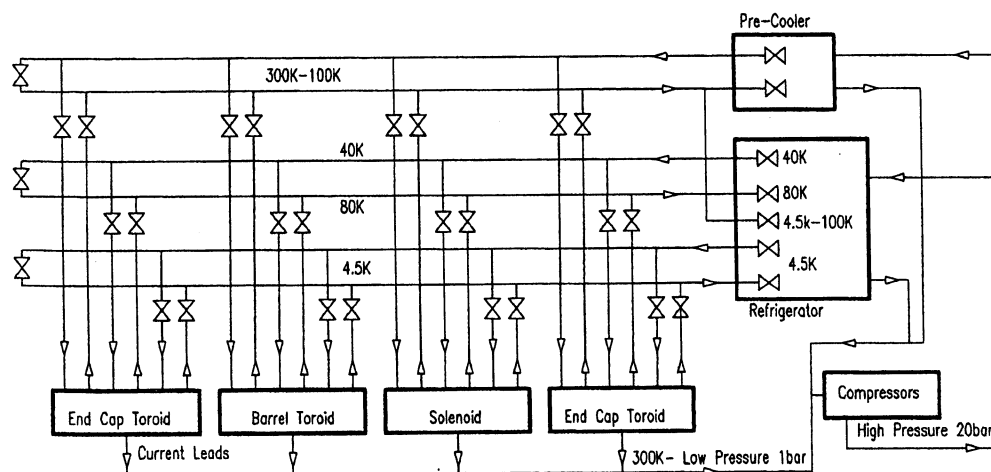 Pre-Cooler
300K-100K
40K
40K
80K
80K
4.5k-100K
4.5K
4.5K
Refrigerator
End Cap Toroid
Barrel Toroid
Solenoid
End Cap Toroid
Compressors
Current Leads
300K- Low Pressure 1bar
High Pressure 20bar